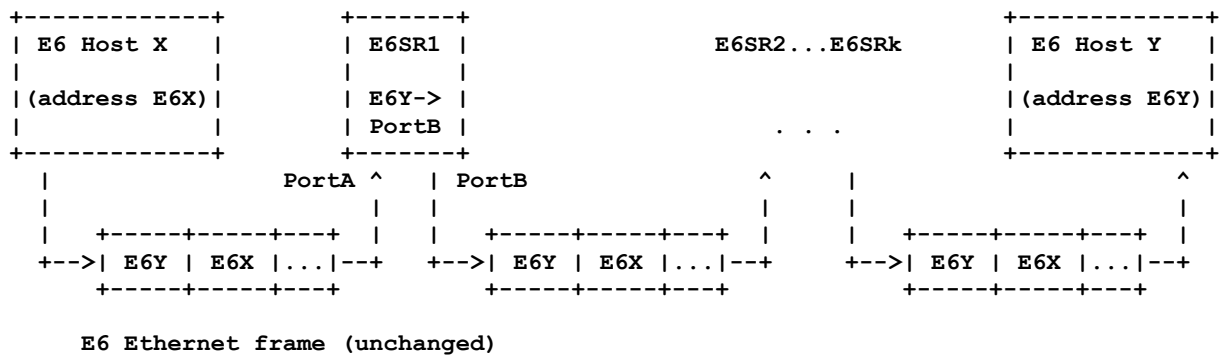 +-------------+        +-------+                                   +-------------+
| E6 Host X   |        | E6SR1 |                E6SR2...E6SRk      | E6 Host Y   |
|             |        |       |                                   |             |
|(address E6X)|        | E6Y-> |                                   |(address E6Y)|
|             |        | PortB |                    . . .          |             |
+-------------+        +-------+                                   +-------------+
  |                PortA ^   | PortB               ^     |                     ^
  |                      |   |                     |     |                     |
  |   +-----+-----+---+  |   |   +-----+-----+---+  |     |   +-----+-----+---+  |
  +-->| E6Y | E6X |...|--+   +-->| E6Y | E6X |...|--+     +-->| E6Y | E6X |...|--+
      +-----+-----+---+          +-----+-----+---+            +-----+-----+---+
E6 Ethernet frame (unchanged)